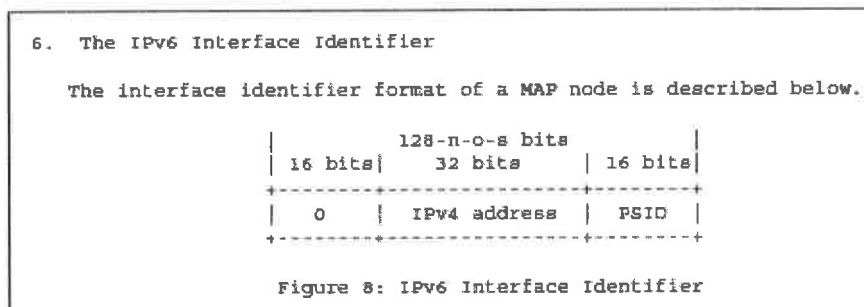 6. The IPv6 Interface Identifier
The interface identifier format of a MAP node is described below.
| 128-n-o-s bits |
| 16 bits| 32 bits | 16 bits|
+--------+----------------+--------+
| 0 | IPv4 address | PSID |
+--------+----------------+--------+
Figure 8: IPv6 Interface Identifier